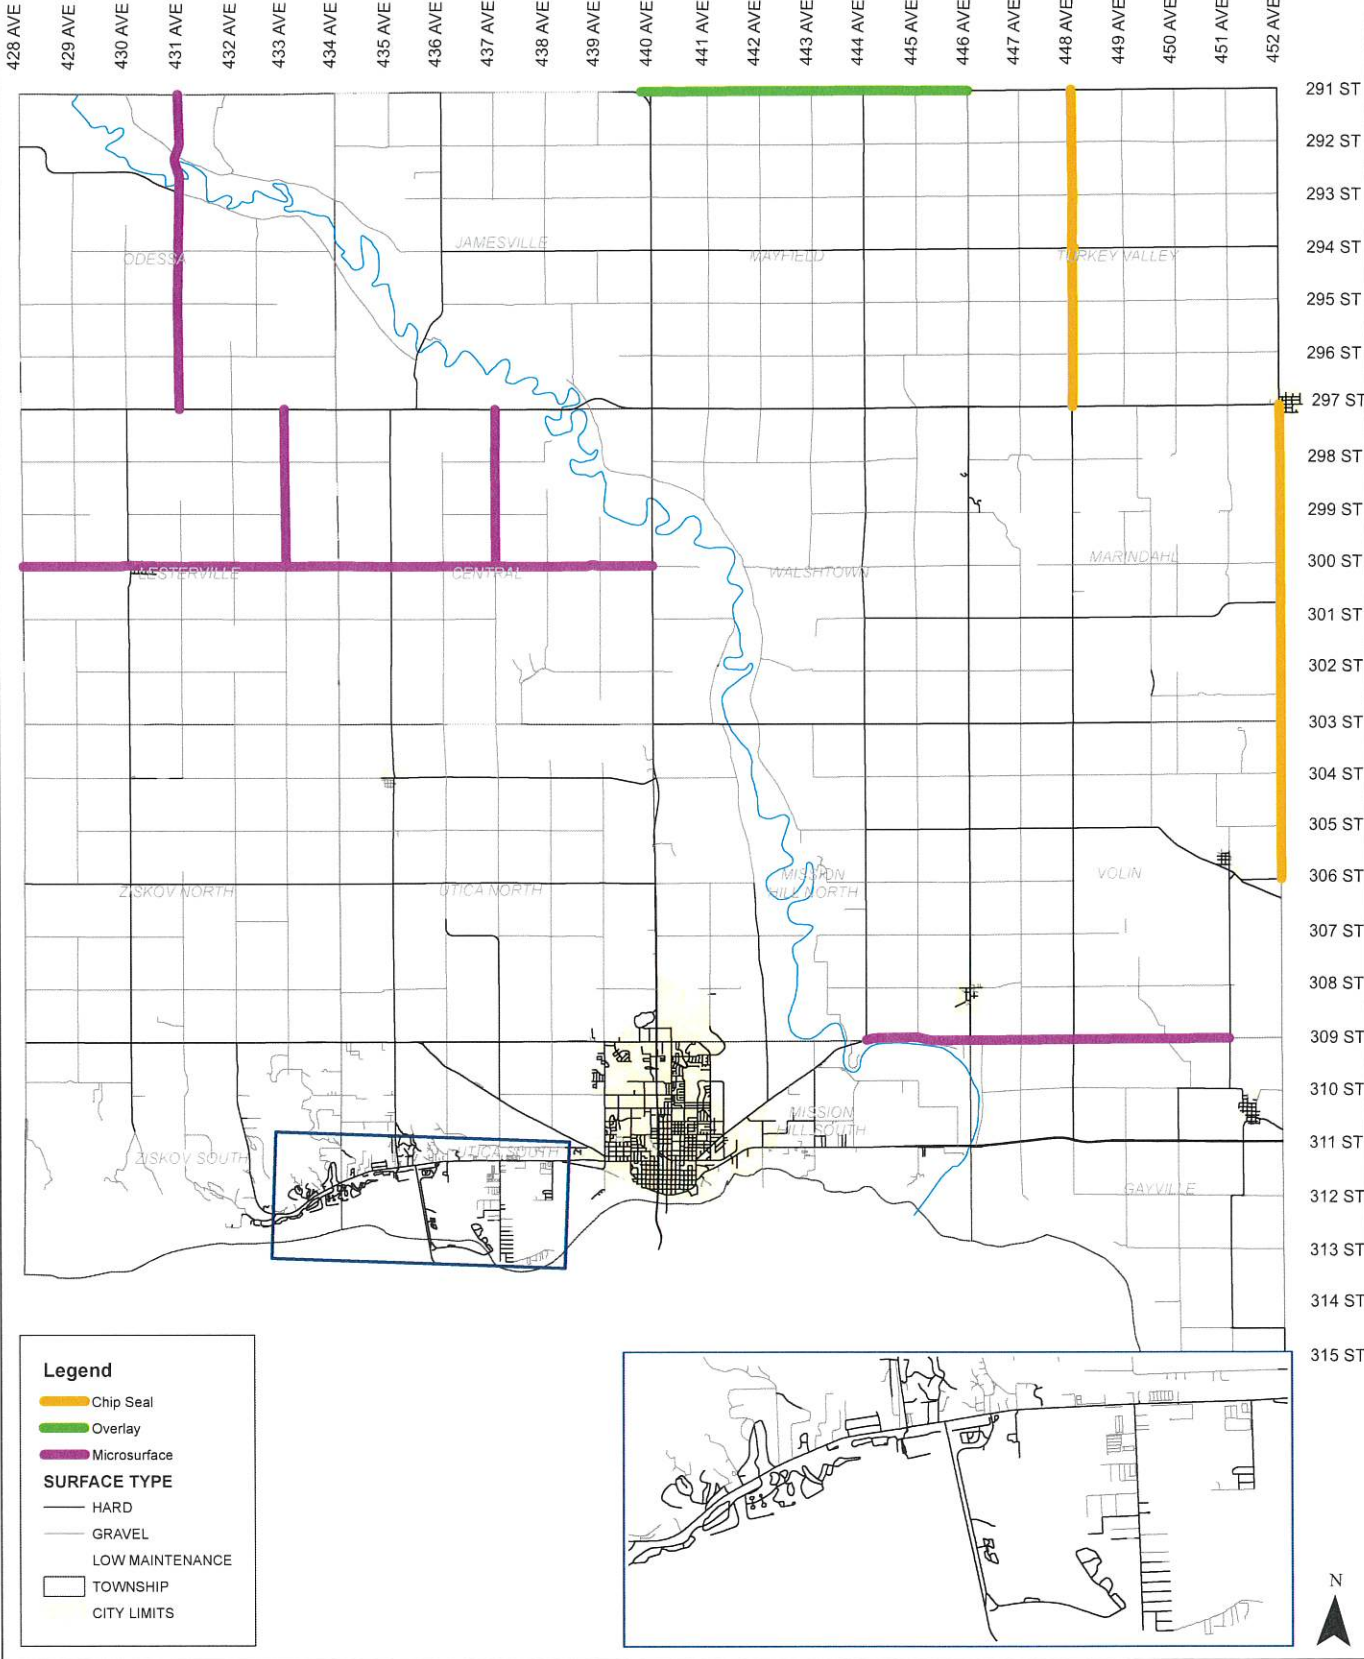 428 AVE
429 AVE
430 AVE
431 AVE
432 AVE
433 AVE
434 AVE
435 AVE
436 AVE
437 AVE
438 AVE
439 AVE
440 AVE
441 AVE
442 AVE
443 AVE
444 AVE
445 AVE
446 AVE
447 AVE
448 AVE
449 AVE
450 AVE
451 AVE
452 AVE
291 ST
292 ST
293 ST
294 ST
295 ST
296 ST
297 ST
298 ST
299 ST
300 ST
301 ST
302 ST
303 ST
304 ST
305 ST
306 ST
307 ST
308 ST
309 ST
310 ST
311 ST
312 ST
313 ST
314 ST
315 ST
ODESSA
JAMESVILLE
MAYFIELD
TURKEY VALLEY
LESTERVILLE
CENTRAL
WALSHTOWN
MARINDAHL
ZISKOV NORTH
UTICA NORTH
MISSION
HILL NORTH
VOLIN
ZISKOV SOUTH
UTICA SOUTH
MISSION
HILL SOUTH
GAYVILLE
Legend
Chip Seal
Overlay
Microsurface
SURFACE TYPE
HARD
GRAVEL
LOW MAINTENANCE
TOWNSHIP
CITY LIMITS
N